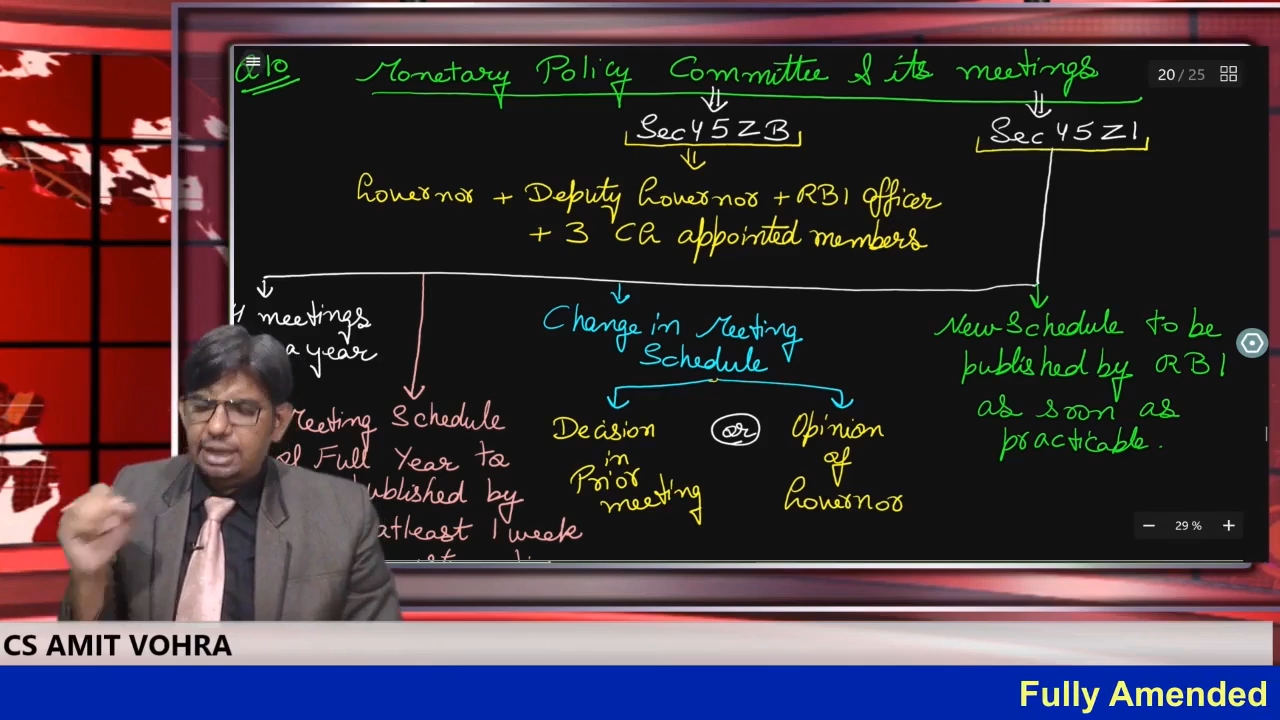 Q10 Monetary Policy Committee & its meetings
20 / 25
Sec 45ZB
Sec 45ZI
Governor + Deputy Governor + RBI officer
+ 3 CG appointed members
4 meetings
a year
Change in Meeting
Schedule
New Schedule to be
published by RBI
as soon as
practicable.
Meeting Schedule
of Full Year to
published by
atleast 1 week
Decision
in
Prior
meeting
or
Opinion
of
Governor
29 %
CS AMIT VOHRA
Fully Amended